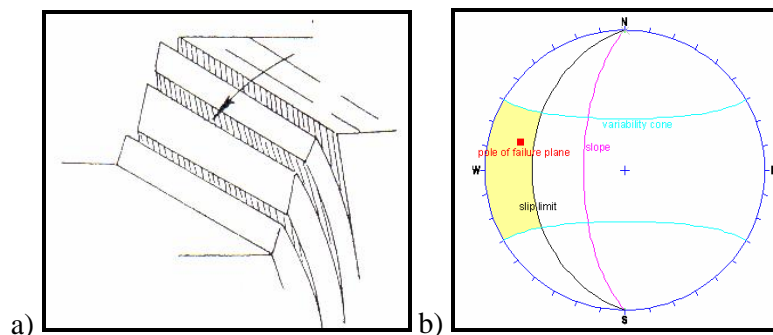 a)
b)
N
variability cone
slope
pole of failure plane
W
E
slip limit
S